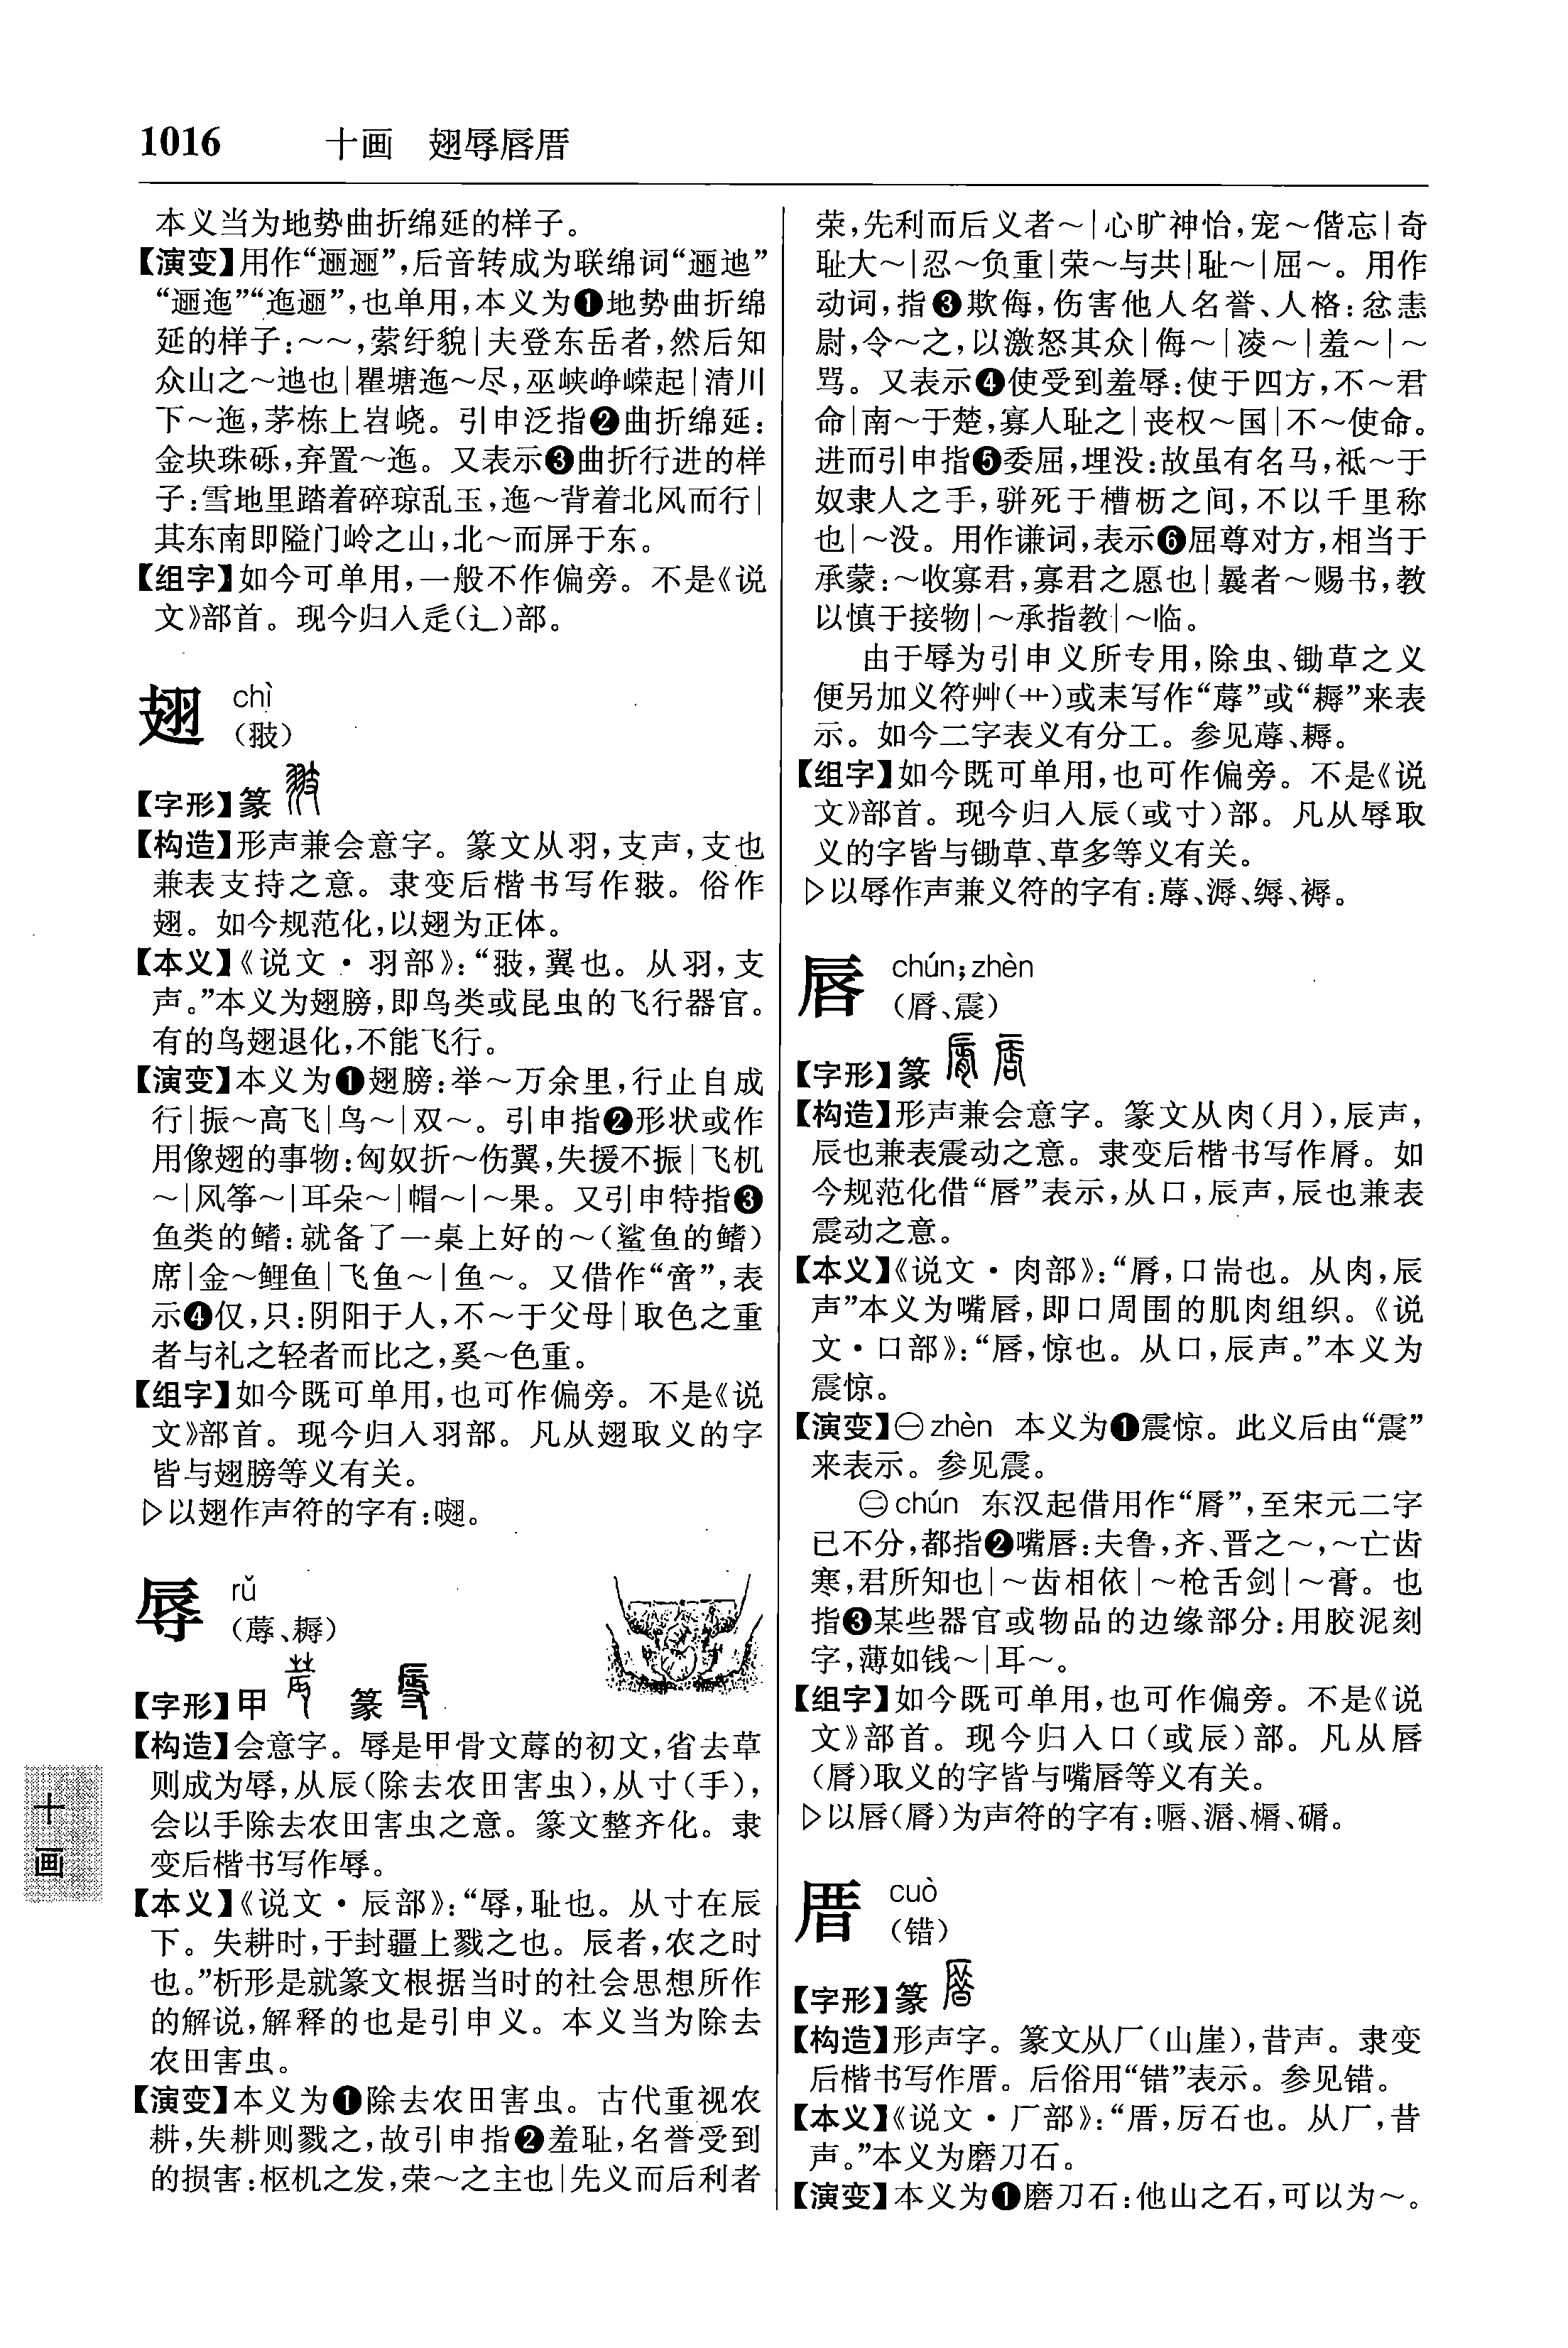 1016 十画 翅辱唇厝
本义当为地势曲折绵延的样子。
【演变】用作“逦逦”,后音转成为联绵词“逦迆”
“逦迤”“迤逦”,也单用,本义为❶地势曲折绵
延的样子:～～,萦纡貌|夫登东岳者,然后知
众山之～迆也|瞿塘迤～尽,巫峡峥嵘起|清川
下～迤,茅栋上岧峣。引申泛指❷曲折绵延:
金块珠砾,弃置～迤。又表示❸曲折行进的样
子:雪地里踏着碎琼乱玉,迤～背着北风而行|
其东南即隘门岭之山,北～而屏于东。
【组字】如今可单用,一般不作偏旁。不是《说
文》部首。现今归入辵(辶)部。
翅 chì
(翄)
【字形】篆
【构造】形声兼会意字。篆文从羽,支声,支也
兼表支持之意。隶变后楷书写作翄。俗作
翅。如今规范化,以翅为正体。
【本义】《说文·羽部》:“翄,翼也。从羽,支
声。”本义为翅膀,即鸟类或昆虫的飞行器官。
有的鸟翅退化,不能飞行。
【演变】本义为❶翅膀:举～万余里,行止自成
行|振～高飞|鸟～|双～。引申指❷形状或作
用像翅的事物:匈奴折～伤翼,失援不振|飞机
～|风筝～|耳朵～|帽～|～果。又引申特指❸
鱼类的鳍:就备了一桌上好的～(鲨鱼的鳍)
席|金～鲤鱼|飞鱼～|鱼～。又借作“啻”,表
示❹仅,只:阴阳于人,不～于父母|取色之重
者与礼之轻者而比之,奚～色重。
【组字】如今既可单用,也可作偏旁。不是《说
文》部首。现今归入羽部。凡从翅取义的字
皆与翅膀等义有关。
▷以翅作声符的字有:㗜。
辱 rǔ
(蓐、耨)
【字形】甲 篆
【构造】会意字。辱是甲骨文蓐的初文,省去草
则成为辱,从辰(除去农田害虫),从寸(手),
会以手除去农田害虫之意。篆文整齐化。隶
变后楷书写作辱。
【本义】《说文·辰部》:“辱,耻也。从寸在辰
下。失耕时,于封疆上戮之也。辰者,农之时
也。”析形是就篆文根据当时的社会思想所作
的解说,解释的也是引申义。本义当为除去
农田害虫。
【演变】本义为❶除去农田害虫。古代重视农
耕,失耕则戮之,故引申指❷羞耻,名誉受到
的损害:枢机之发,荣～之主也|先义而后利者
荣,先利而后义者～|心旷神怡,宠～偕忘|奇
耻大～|忍～负重|荣～与共|耻～|屈～。用作
动词,指❸欺侮,伤害他人名誉、人格:忿恚
尉,令～之,以激怒其众|侮～|凌～|羞～|～
骂。又表示❹使受到羞辱:使于四方,不～君
命|南～于楚,寡人耻之|丧权～国|不～使命。
进而引申指❺委屈,埋没:故虽有名马,祗～于
奴隶人之手,骈死于槽枥之间,不以千里称
也|～没。用作谦词,表示❻屈尊对方,相当于
承蒙:～收寡君,寡君之愿也|曩者～赐书,教
以慎于接物|～承指教|～临。
由于辱为引申义所专用,除虫、锄草之义
便另加义符艸(艹)或耒写作“蓐”或“耨”来表
示。如今二字表义有分工。参见蓐、耨。
【组字】如今既可单用,也可作偏旁。不是《说
文》部首。现今归入辰(或寸)部。凡从辱取
义的字皆与锄草、草多等义有关。
▷以辱作声兼义符的字有:蓐、溽、缛、褥。
唇 chún;zhèn
(脣、震)
【字形】篆
【构造】形声兼会意字。篆文从肉(月),辰声,
辰也兼表震动之意。隶变后楷书写作脣。如
今规范化借“唇”表示,从口,辰声,辰也兼表
震动之意。
【本义】《说文·肉部》:“脣,口耑也。从肉,辰
声”本义为嘴唇,即口周围的肌肉组织。《说
文·口部》:“唇,惊也。从口,辰声。”本义为
震惊。
【演变】㊀zhèn 本义为❶震惊。此义后由“震”
来表示。参见震。
㊁chún 东汉起借用作“脣”,至宋元二字
已不分,都指❷嘴唇:夫鲁,齐、晋之～,～亡齿
寒,君所知也|～齿相依|～枪舌剑|～膏。也
指❸某些器官或物品的边缘部分:用胶泥刻
字,薄如钱～|耳～。
【组字】如今既可单用,也可作偏旁。不是《说
文》部首。现今归入口(或辰)部。凡从唇
(脣)取义的字皆与嘴唇等义有关。
▷以唇(脣)为声符的字有:㖘、漘、㮧、磭。
厝 cuò
(错)
【字形】篆
【构造】形声字。篆文从厂(山崖),昔声。隶变
后楷书写作厝。后俗用“错”表示。参见错。
【本义】《说文·厂部》:“厝,厉石也。从厂,昔
声。”本义为磨刀石。
【演变】本义为❶磨刀石:他山之石,可以为～。
十画